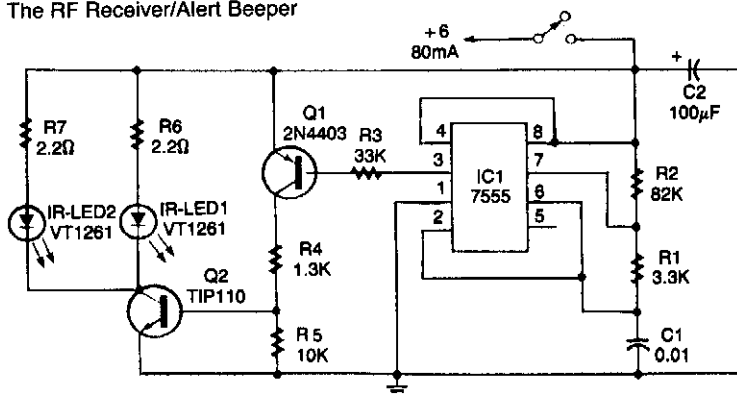 The RF Receiver/Alert Beeper
+6
80mA
+
C2
100µF
R7
2.2Ω
R6
2.2Ω
Q1
2N4403
R3
33K
4
3
1
2
IC1
7555
8
7
6
5
R2
82K
R1
3.3K
IR-LED2
VT1261
IR-LED1
VT1261
R4
1.3K
Q2
TIP110
R5
10K
C1
0.01